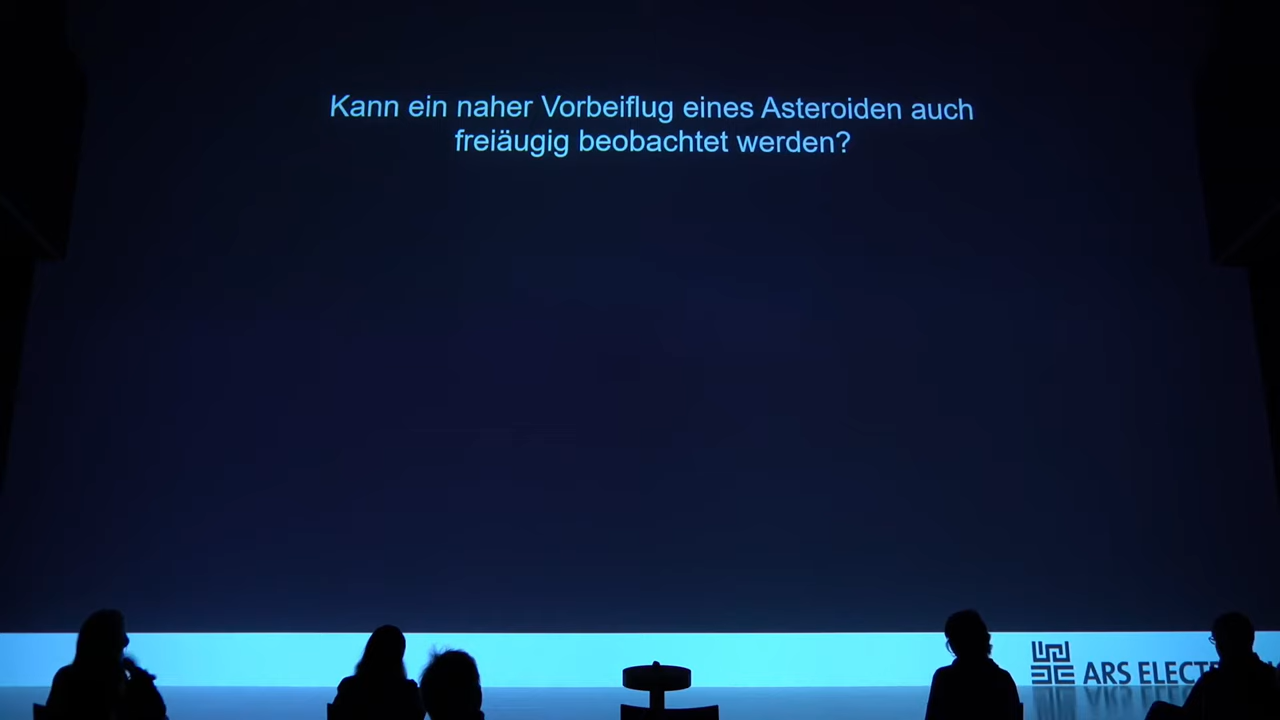 Kann ein naher Vorbeiflug eines Asteroiden auch
freiäugig beobachtet werden?
ARS ELECT